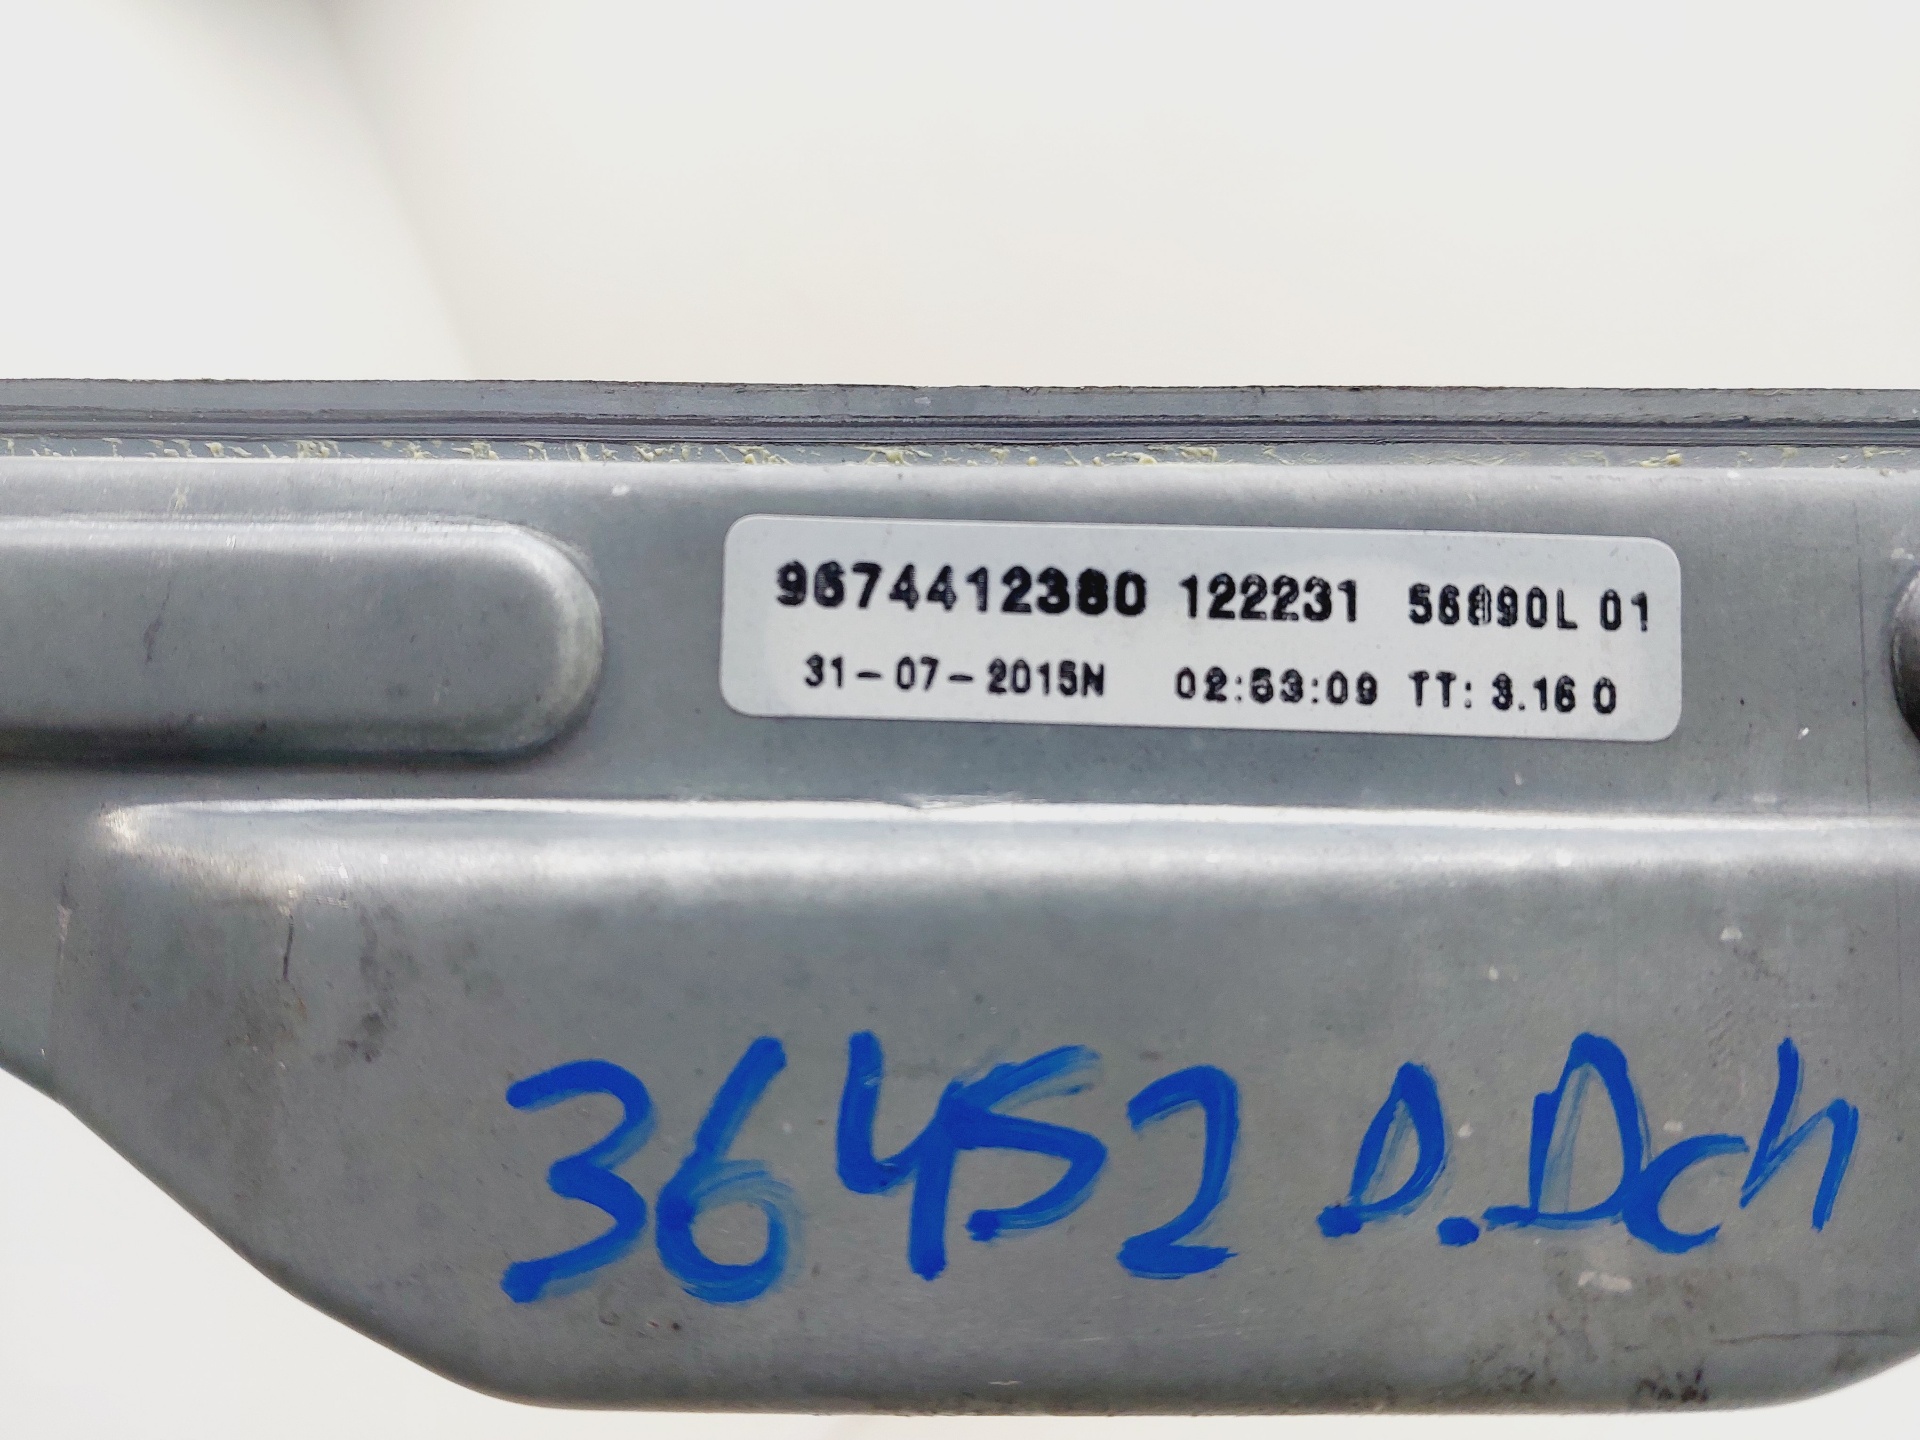 9674412380 122231 56890L 01
31-07-2015N 02:53:09 TT: 3.16 0
36452 D.Dch